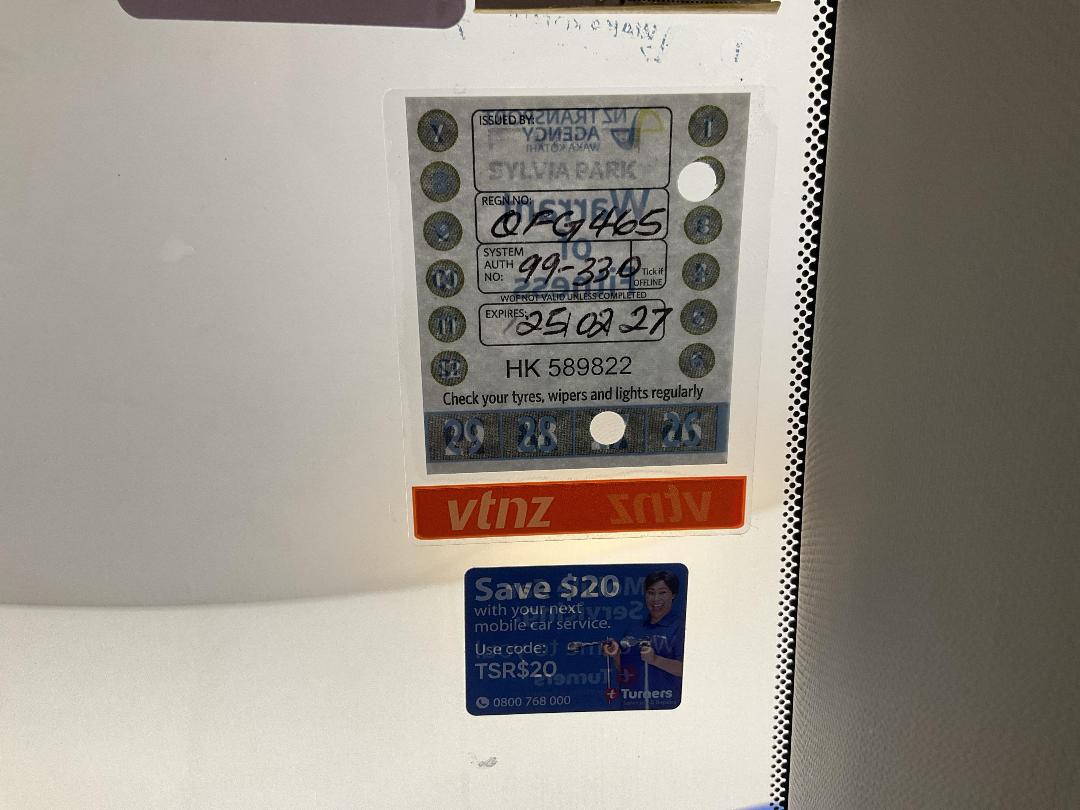 ISSUED BY:
NZ TRANSPORT
AGENCY
WAKA KOTAHI
SYLVIA PARK
Warrant
of
Fitness
REGN NO:
QFG465
SYSTEM
AUTH
NO:
99-330
Tick if
OFFLINE
WOF NOT VALID UNLESS COMPLETED
EXPIRES:
25/02 27
HK 589822
Check your tyres, wipers and lights regularly
29 28 26
vtnz vtnz
Save $20
with your next
mobile car service.
Use code:
TSR$20
0800 768 000
Turners